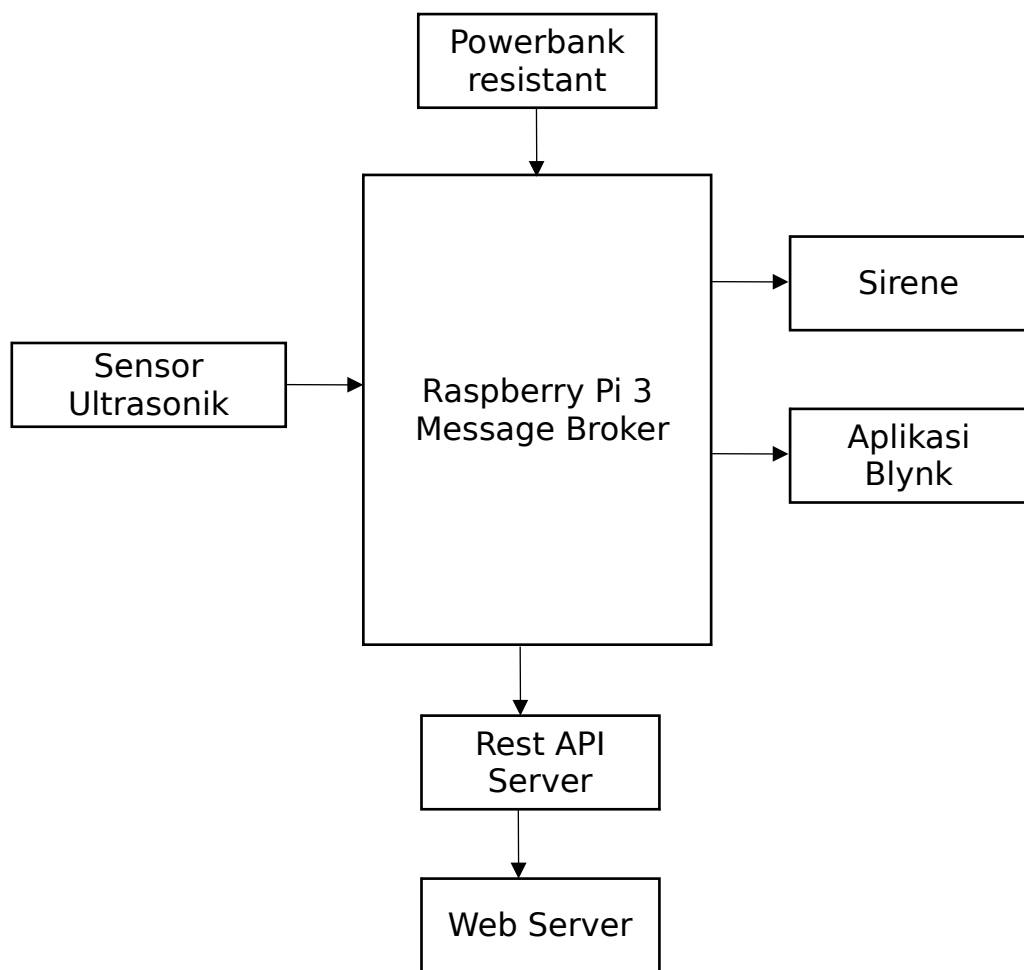 Powerbank
resistant
Sirene
Sensor
Ultrasonik
Raspberry Pi 3
Message Broker
Aplikasi
Blynk
Rest API
Server
Web Server